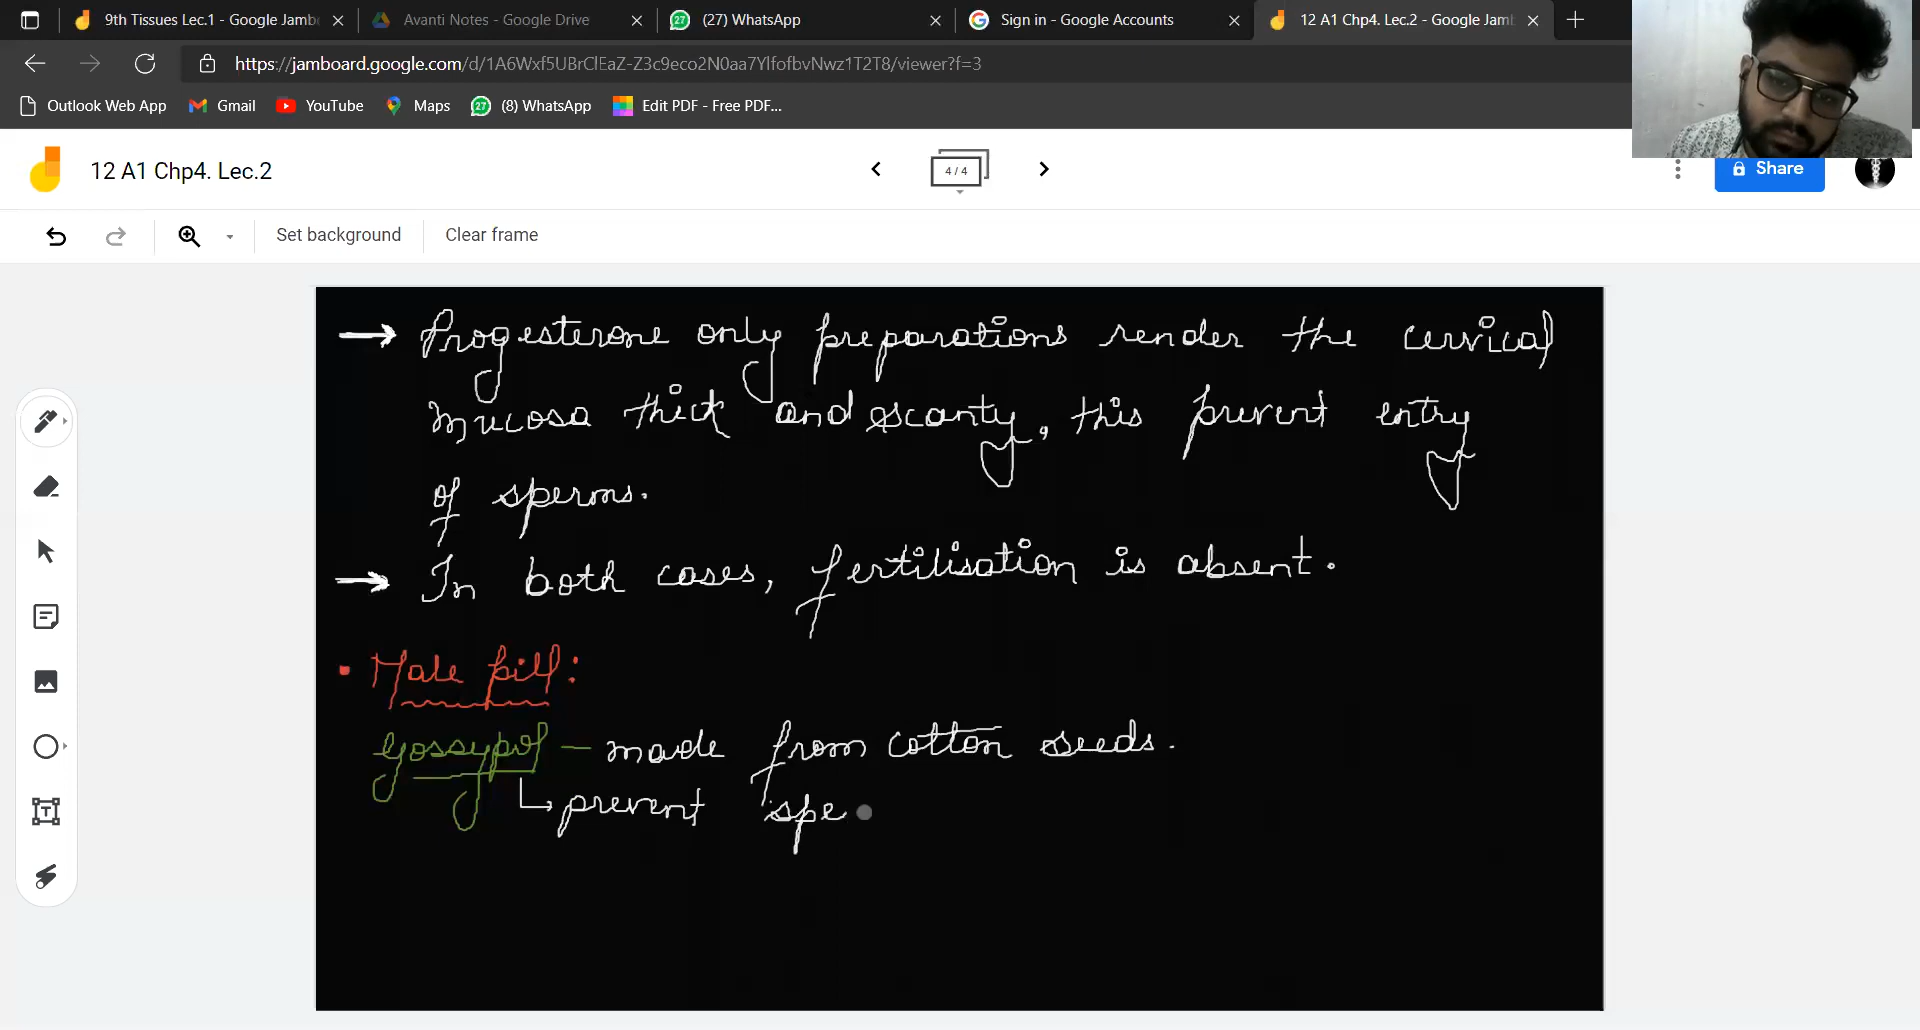 9th Tissues Lec.1 - Google Jambo
Avanti Notes - Google Drive
(27) WhatsApp
Sign in - Google Accounts
12 A1 Chp4. Lec.2 - Google Jamb
https://jamboard.google.com/d/1A6Wxf5UBrClEaZ-Z3c9eco2N0aa7YlfofbvNwz1T2T8/viewer?f=3
Outlook Web App
Gmail
YouTube
Maps
27
(8) WhatsApp
Edit PDF - Free PDF...
12 A1 Chp4. Lec.2
4 / 4
Share
Set background
Clear frame
→ Progesterone only preparations render the cervical
mucosa thick and scanty, this prevent entry
of sperms.
→ In both cases, fertilisation is absent.
• Male pill:
Gossypol – made from cotton seeds.
↳ prevent spe